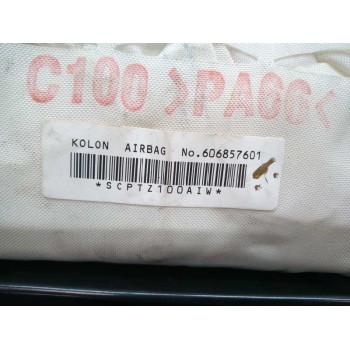 C100 >PA66<
KOLON AIRBAG No.606857601
*SCPTZ100AIW*